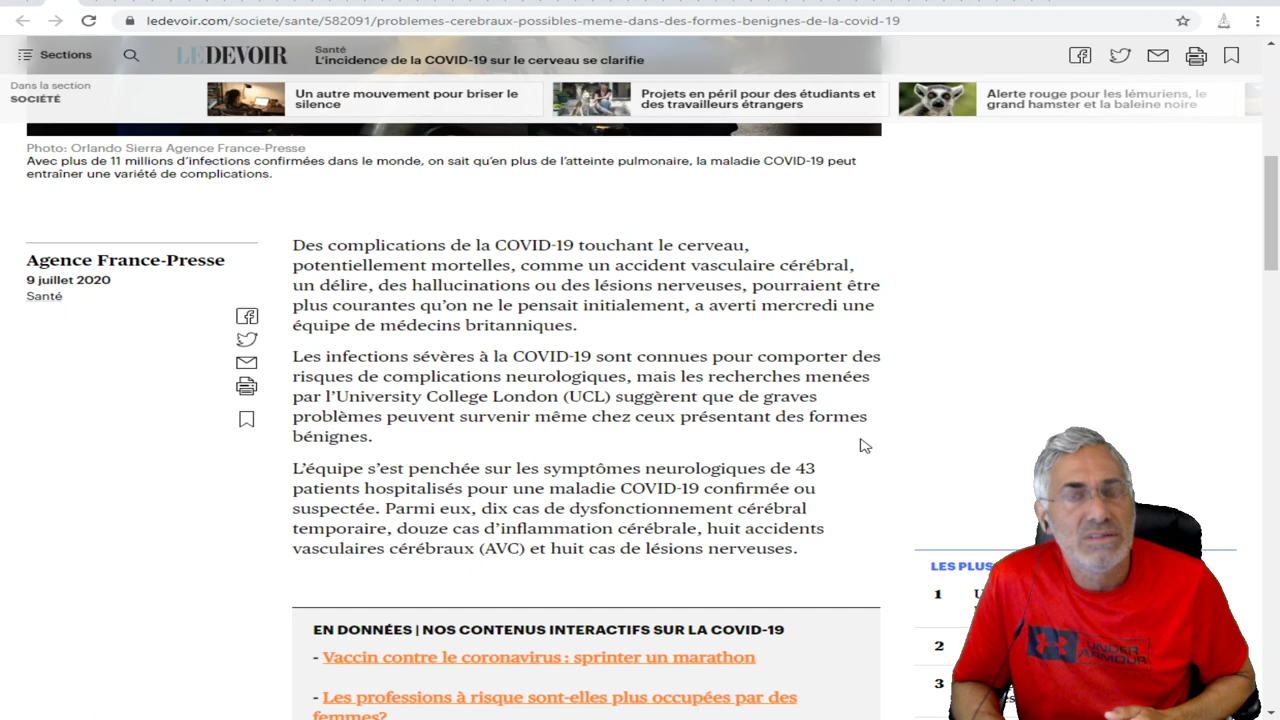 ledevoir.com/societe/sante/582091/problemes-cerebraux-possibles-meme-dans-des-formes-benignes-de-la-covid-19
Sections
LE DEVOIR
Santé
L'incidence de la COVID-19 sur le cerveau se clarifie
Dans la section
SOCIÉTÉ
Un autre mouvement pour briser le
silence
Projets en péril pour des étudiants et
des travailleurs étrangers
Alerte rouge pour les lémuriens, le
grand hamster et la baleine noire
Photo: Orlando Sierra Agence France-Presse
Avec plus de 11 millions d'infections confirmées dans le monde, on sait qu'en plus de l'atteinte pulmonaire, la maladie COVID-19 peut
entraîner une variété de complications.
Agence France-Presse
9 juillet 2020
Santé
Des complications de la COVID-19 touchant le cerveau,
potentiellement mortelles, comme un accident vasculaire cérébral,
un délire, des hallucinations ou des lésions nerveuses, pourraient être
plus courantes qu'on ne le pensait initialement, a averti mercredi une
équipe de médecins britanniques.
Les infections sévères à la COVID-19 sont connues pour comporter des
risques de complications neurologiques, mais les recherches menées
par l'University College London (UCL) suggèrent que de graves
problèmes peuvent survenir même chez ceux présentant des formes
bénignes.
L'équipe s'est penchée sur les symptômes neurologiques de 43
patients hospitalisés pour une maladie COVID-19 confirmée ou
suspectée. Parmi eux, dix cas de dysfonctionnement cérébral
temporaire, douze cas d'inflammation cérébrale, huit accidents
vasculaires cérébraux (AVC) et huit cas de lésions nerveuses.
EN DONNÉES | NOS CONTENUS INTERACTIFS SUR LA COVID-19
- Vaccin contre le coronavirus : sprinter un marathon
- Les professions à risque sont-elles plus occupées par des
femmes?
LES PLUS
1
2
3
UNDER
ARMOUR